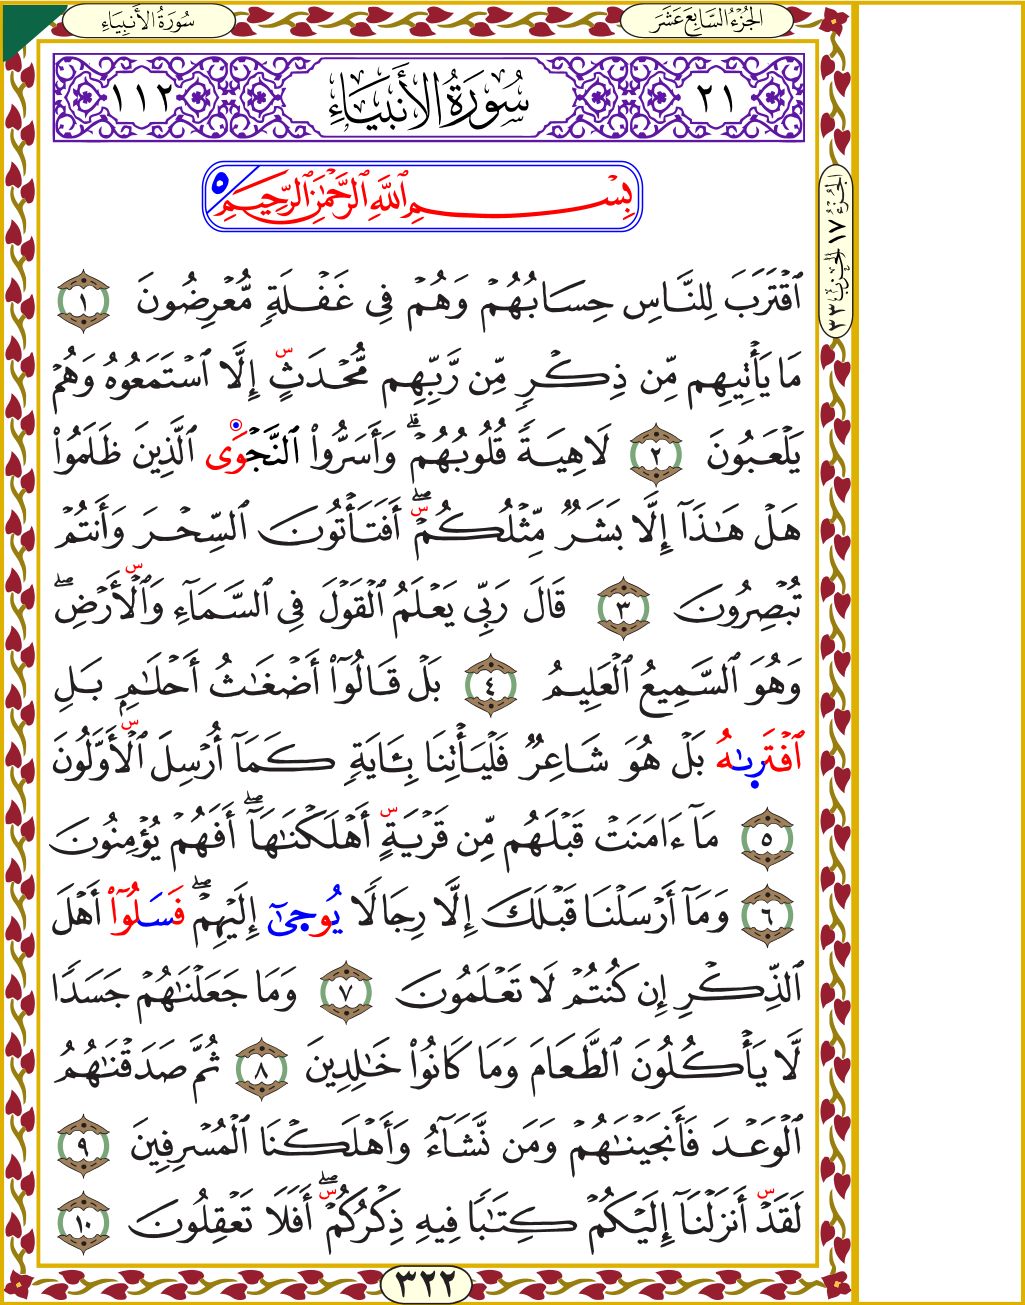 سُورَةُ الأَنبِيَاءِ
الجُزْءُ السَّابِعَ عَشَرَ
٢١ سُورَةُ الأَنبِيَاءِ ١١٢
بِسْمِ ٱللَّهِ ٱلرَّحْمَٰنِ ٱلرَّحِيمِ ٥
الجزء ١٧ الحزب ٣٣
ٱقْتَرَبَ لِلنَّاسِ حِسَابُهُمْ وَهُمْ فِى غَفْلَةٍ مُّعْرِضُونَ ١
مَا يَأْتِيهِم مِّن ذِكْرٍ مِّن رَّبِّهِم مُّحْدَثٍ س إِلَّا ٱسْتَمَعُوهُ وَهُمْ
يَلْعَبُونَ ٢ لَاهِيَةً قُلُوبُهُمْ ۗ وَأَسَرُّوا۟ ٱلنَّجْوَى ٱلَّذِينَ ظَلَمُوا۟
هَلْ هَٰذَآ إِلَّا بَشَرٌ مِّثْلُكُمْ ۖ س أَفَتَأْتُونَ ٱلسِّحْرَ وَأَنتُمْ
تُبْصِرُونَ ٣ قَالَ رَبِّى يَعْلَمُ ٱلْقَوْلَ فِى ٱلسَّمَآءِ وَٱلْأَرْضِ ۖ س
وَهُوَ ٱلسَّمِيعُ ٱلْعَلِيمُ ٤ بَلْ قَالُوٓا۟ أَضْغَٰثُ أَحْلَٰمٍ بَلِ
ٱفْتَرِىٰهُ بَلْ هُوَ شَاعِرٌ فَلْيَأْتِنَا بِـَٔايَةٍ كَمَآ أُرْسِلَ ٱلْأَوَّلُونَ س
٥ مَآ ءَامَنَتْ قَبْلَهُم مِّن قَرْيَةٍ س أَهْلَكْنَٰهَآ ۖ أَفَهُمْ يُؤْمِنُونَ
٦ وَمَآ أَرْسَلْنَا قَبْلَكَ إِلَّا رِجَالًا يُوحَىٰٓ إِلَيْهِمْ ۖ فَسَلُوٓا۟ أَهْلَ
ٱلذِّكْرِ إِن كُنتُمْ لَا تَعْلَمُونَ ٧ وَمَا جَعَلْنَٰهُمْ جَسَدًا
لَّا يَأْكُلُونَ ٱلطَّعَامَ وَمَا كَانُوا۟ خَٰلِدِينَ ٨ ثُمَّ صَدَقْنَٰهُمُ
ٱلْوَعْدَ فَأَنجَيْنَٰهُمْ وَمَن نَّشَآءُ وَأَهْلَكْنَا ٱلْمُسْرِفِينَ ٩
لَقَدْ س أَنزَلْنَآ إِلَيْكُمْ كِتَٰبًا فِيهِ ذِكْرُكُمْ ۖ س أَفَلَا تَعْقِلُونَ ١٠
٣٢٢